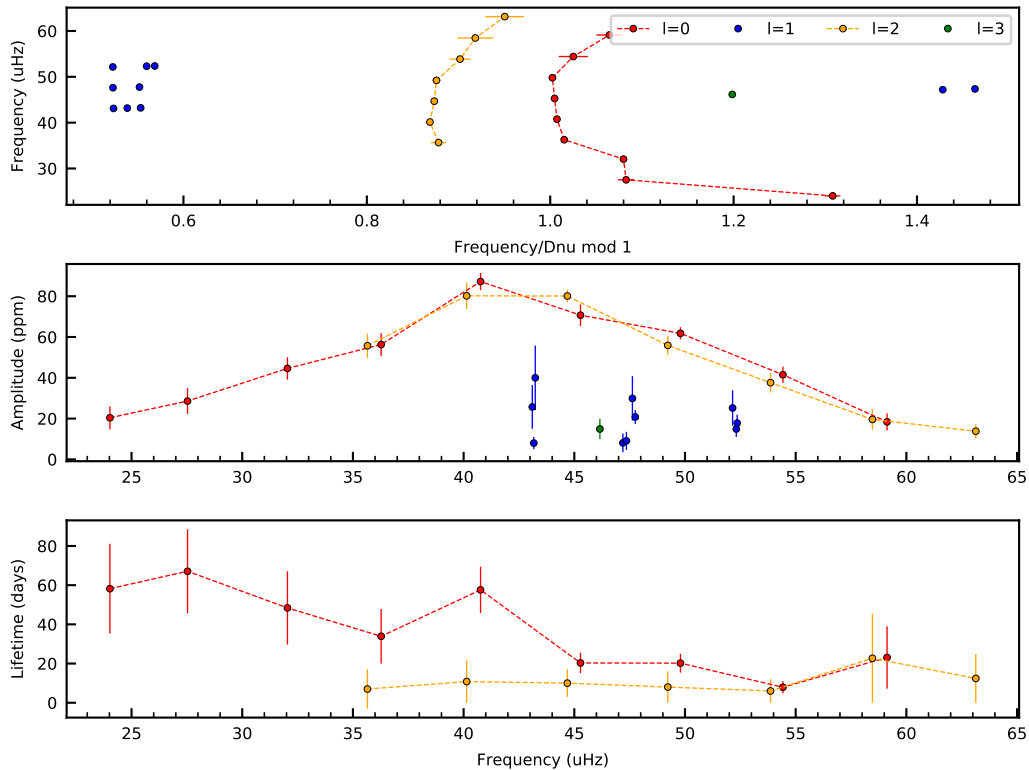 60
50
40
30
Frequency (uHz)
l=0 l=1 l=2 l=3
0.6 0.8 1.0 1.2 1.4
Frequency/Dnu mod 1
80
60
40
20
0
Amplitude (ppm)
25 30 35 40 45 50 55 60 65
80
60
40
20
0
Lifetime (days)
25 30 35 40 45 50 55 60 65
Frequency (uHz)